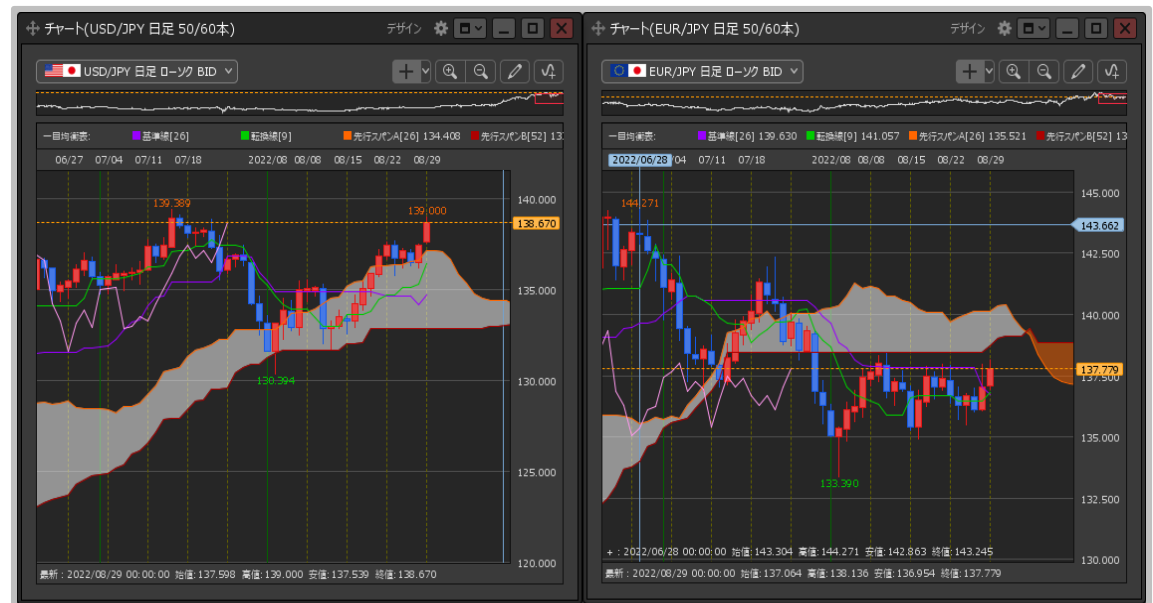 チャート(USD/JPY 日足 50/60本)
デザイン
USD/JPY 日足 ローソク BID
一目均衡表:
基準線[26]
転換線[9]
先行スパンA[26] 134.408
先行スパンB[52] 13
06/27 07/04 07/11 07/18 2022/08 08/08 08/15 08/22 08/29
139.389
139.000
140.000
138.670
135.000
130.394
130.000
125.000
120.000
最新 : 2022/08/29 00:00:00 始値:137.598 高値:139.000 安値:137.539 終値:138.670
チャート(EUR/JPY 日足 50/60本)
デザイン
EUR/JPY 日足 ローソク BID
一目均衡表:
基準線[26] 139.630
転換線[9] 141.057
先行スパンA[26] 135.521
先行スパンB[52] 13
2022/06/28 /04 07/11 07/18 2022/08 08/08 08/15 08/22 08/29
144.271
145.000
143.662
142.500
140.000
137.779
137.500
135.000
133.390
132.500
+ : 2022/06/28 00:00:00 始値:143.304 高値:144.271 安値:142.863 終値:143.245
130.000
最新 : 2022/08/29 00:00:00 始値:137.064 高値:138.136 安値:136.954 終値:137.779